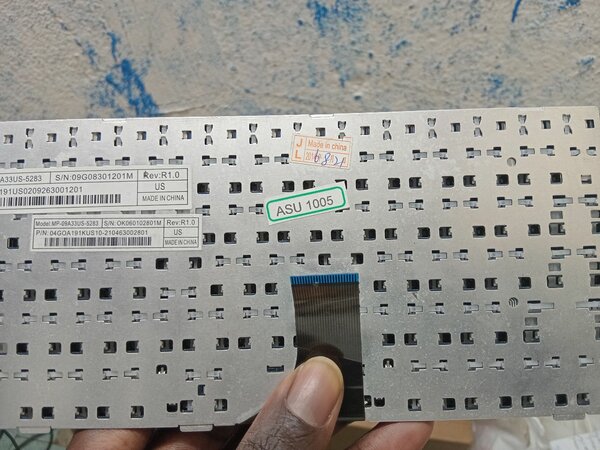 J
L
Made in china
A33US-5283 S/N:09G08301201M Rev:R1.0
191US0209263001201 US
MADE IN CHINA
ASU 1005
Model:MP-09A33US-5283 S/N:OK060102801M Rev:R1.0
P/N:04GOA191KUS10-210463002801 US
MADE IN CHINA